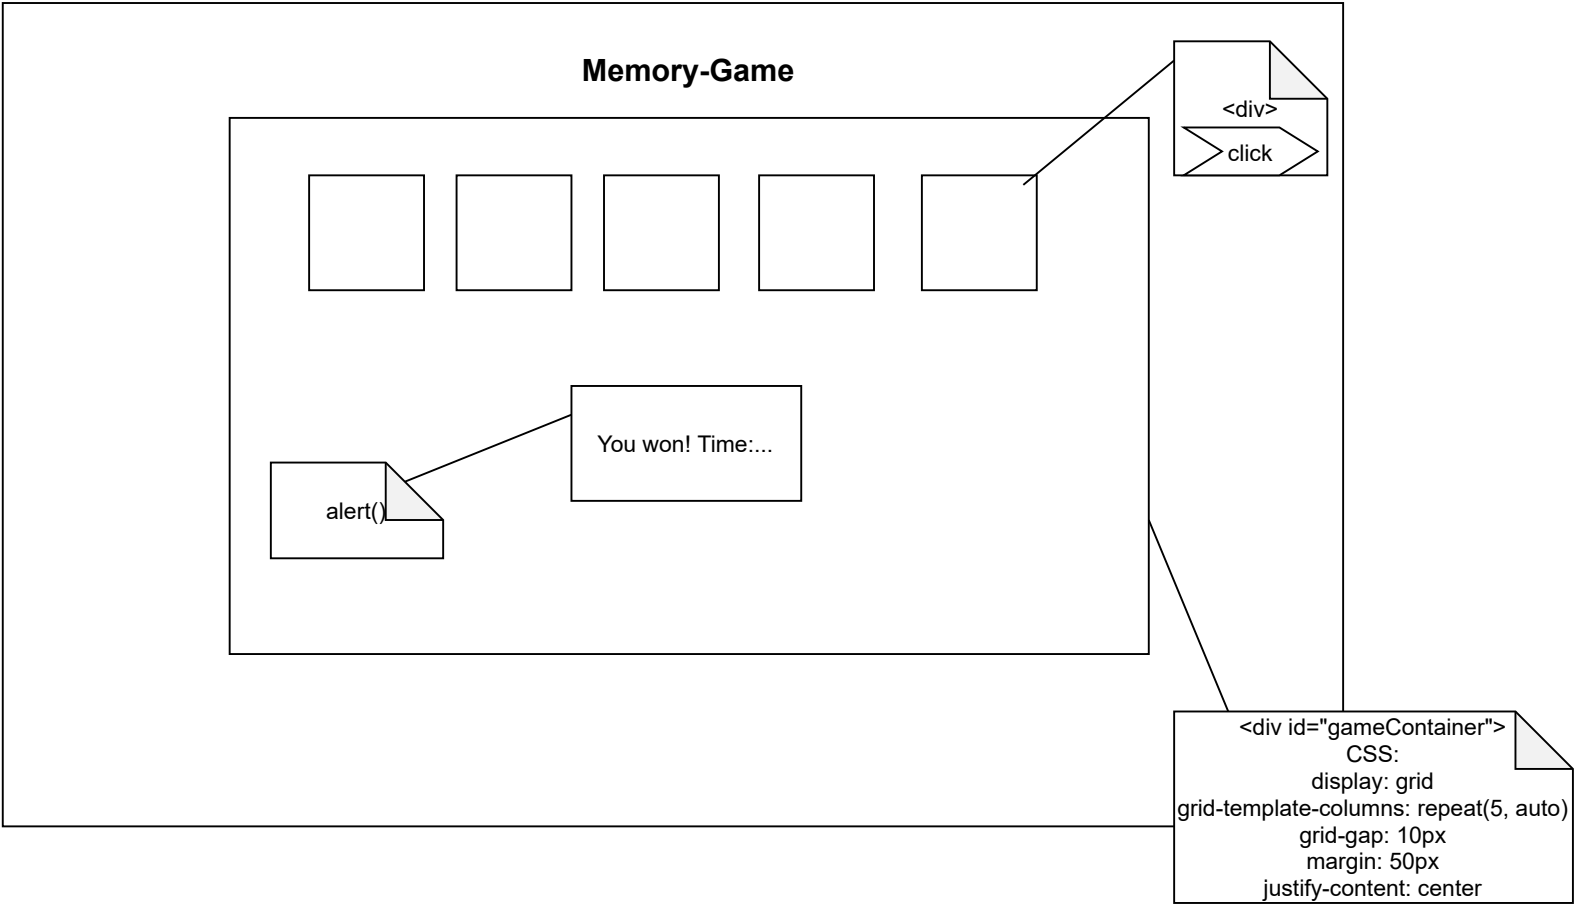 Memory-Game
<div>
click
You won! Time:...
alert()
<div id="gameContainer">
CSS:
display: grid
grid-template-columns: repeat(5, auto)
grid-gap: 10px
margin: 50px
justify-content: center